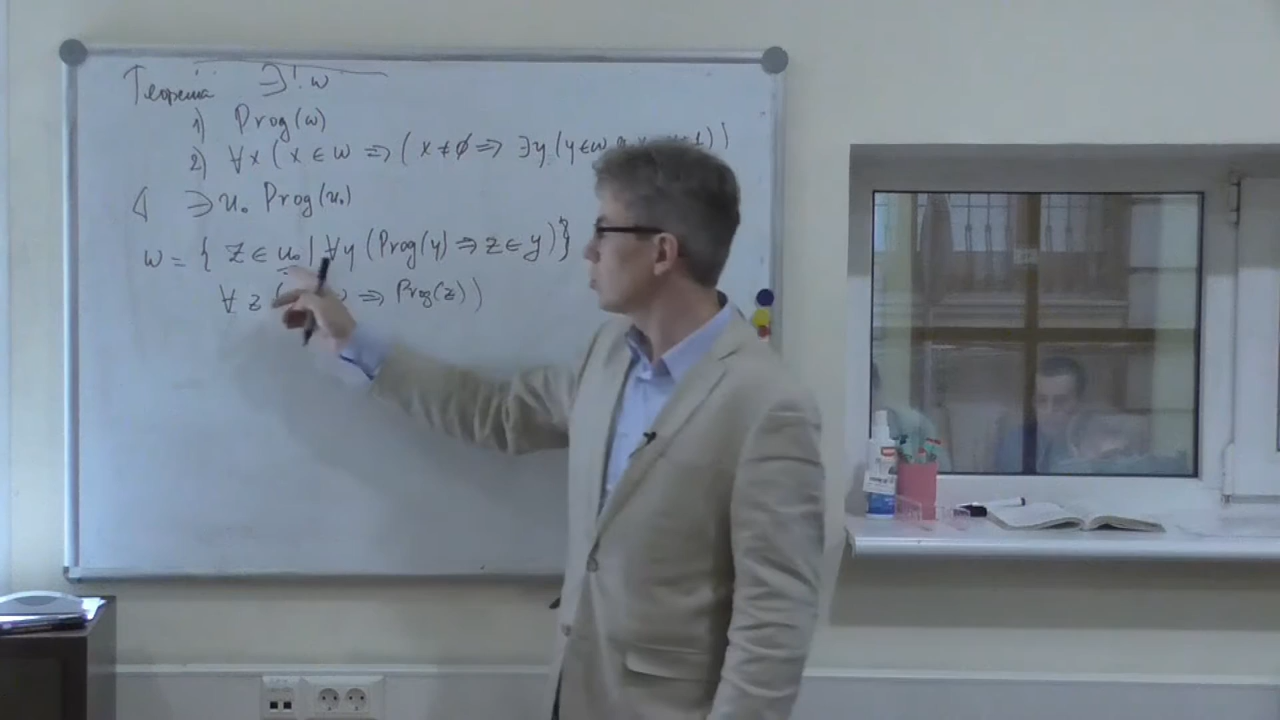 Теорема ∃! ω
1) Prog(ω)
2) ∀x(x∈ω ⇒ (x≠∅ ⇒ ∃y(y∈ω
◁ ∃u₀ Prog(u₀)
ω = { z∈u₀ | ∀y (Prog(y) ⇒ z∈y)}
∀z ( ⇒ Prog(z))